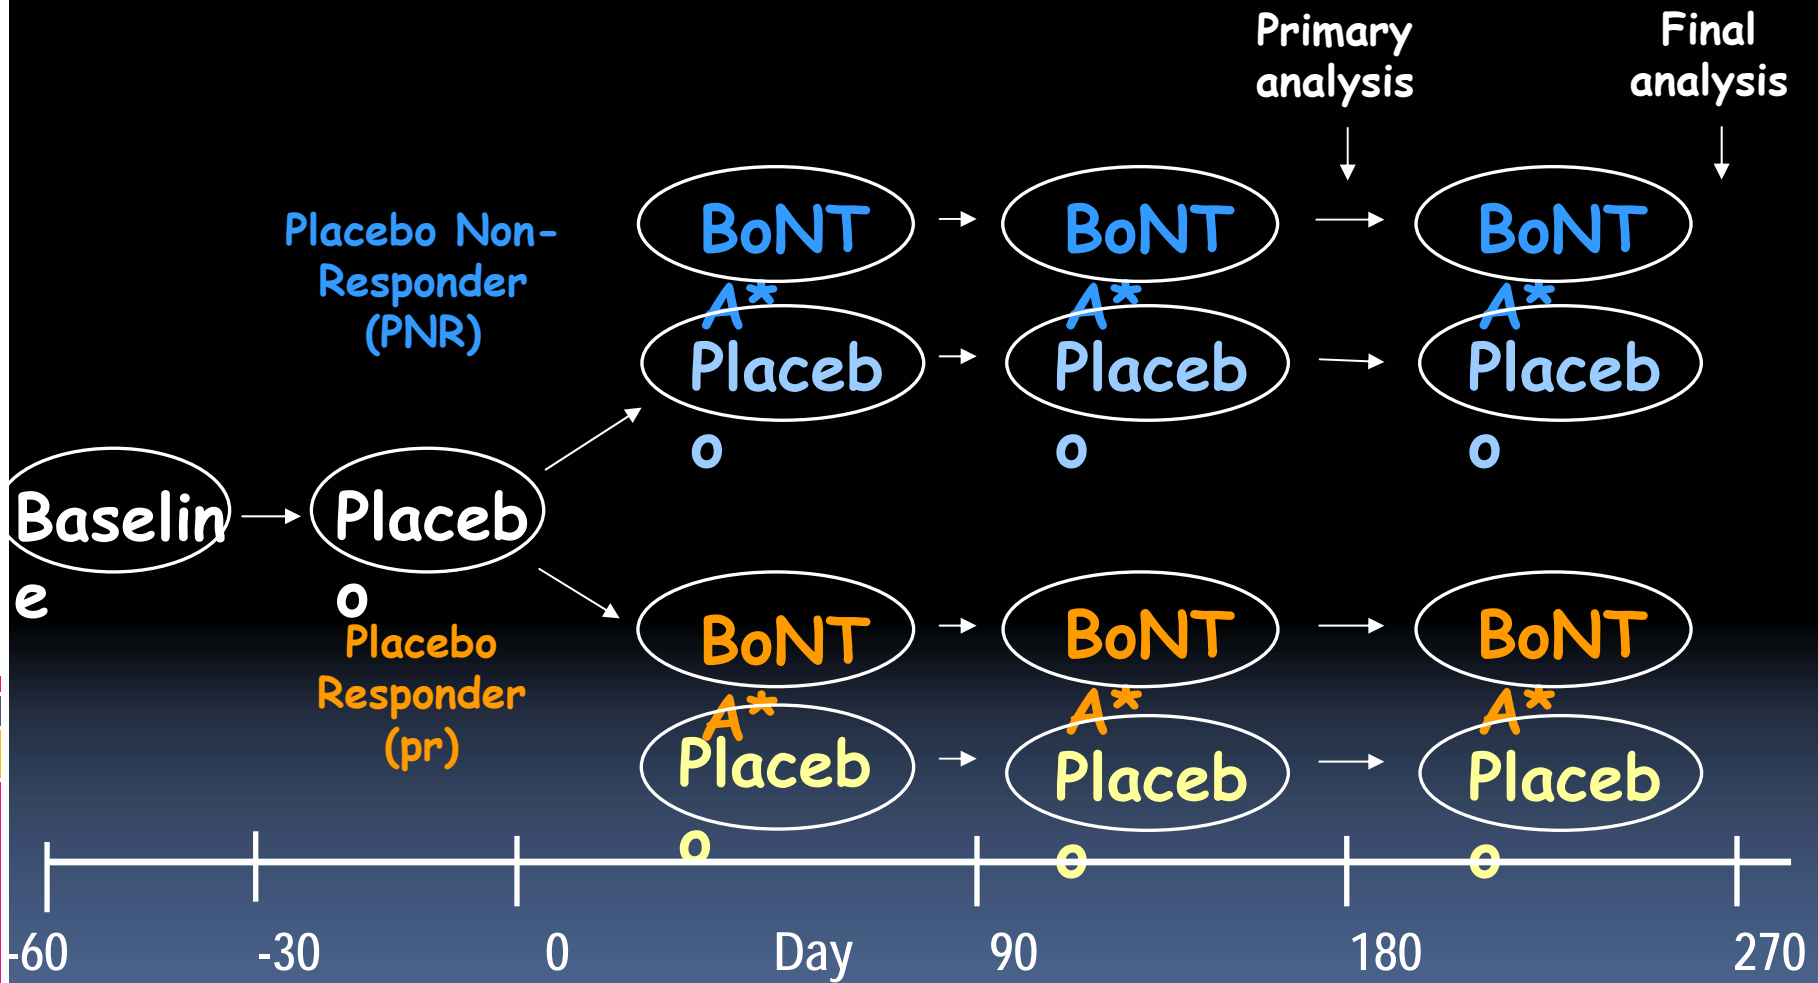 Primary
analysis
Final
analysis
Placebo Non-
Responder
(PNR)
BoNT
A*
BoNT
A*
BoNT
A*
Placeb
o
Placeb
o
Placeb
o
Baselin
e
Placeb
o
Placebo
Responder
(pr)
BoNT
A*
BoNT
A*
BoNT
A*
Placeb
o
Placeb
o
Placeb
o
-60 -30 0 Day 90 180 270